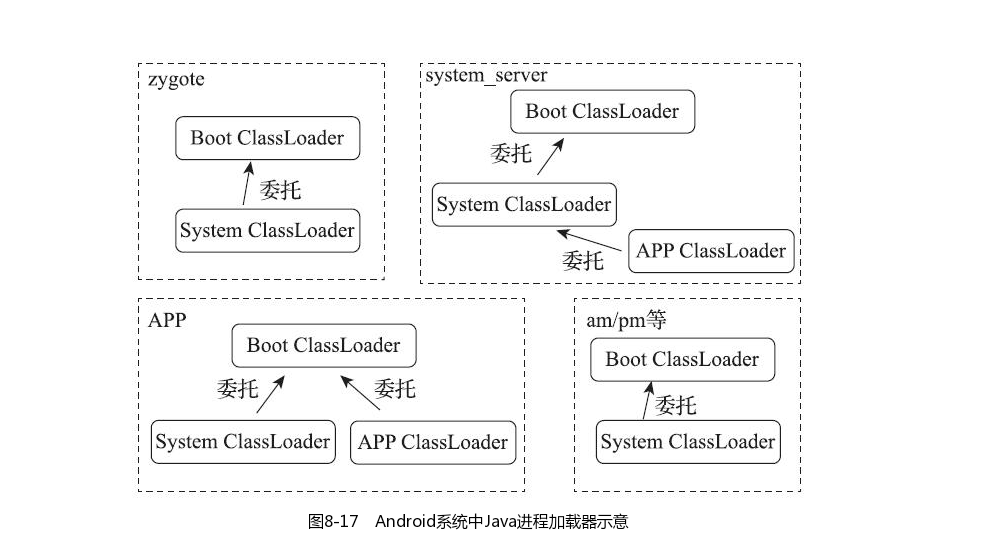 zygote
Boot ClassLoader
委托
System ClassLoader
system_server
Boot ClassLoader
委托
System ClassLoader
委托
APP ClassLoader
APP
Boot ClassLoader
委托
委托
System ClassLoader
APP ClassLoader
am/pm等
Boot ClassLoader
委托
System ClassLoader
图8-17 Android系统中Java进程加载器示意